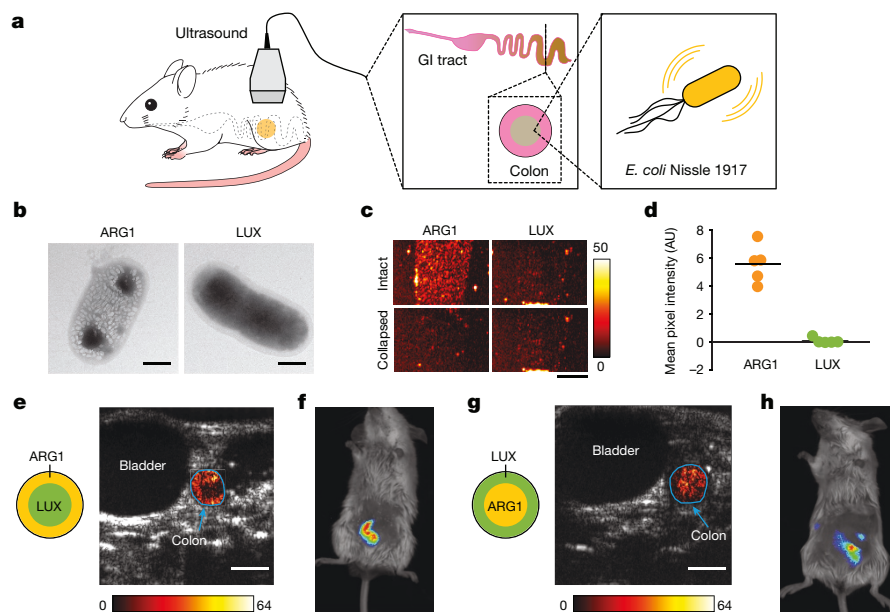 a
Ultrasound
GI tract
Colon
E. coli Nissle 1917
b
ARG1
LUX
c
ARG1
LUX
Intact
Collapsed
50
0
d
Mean pixel intensity (AU)
8
6
4
2
0
–2
ARG1
LUX
e
ARG1
LUX
Bladder
Colon
0
64
f
g
LUX
ARG1
Bladder
Colon
0
64
h